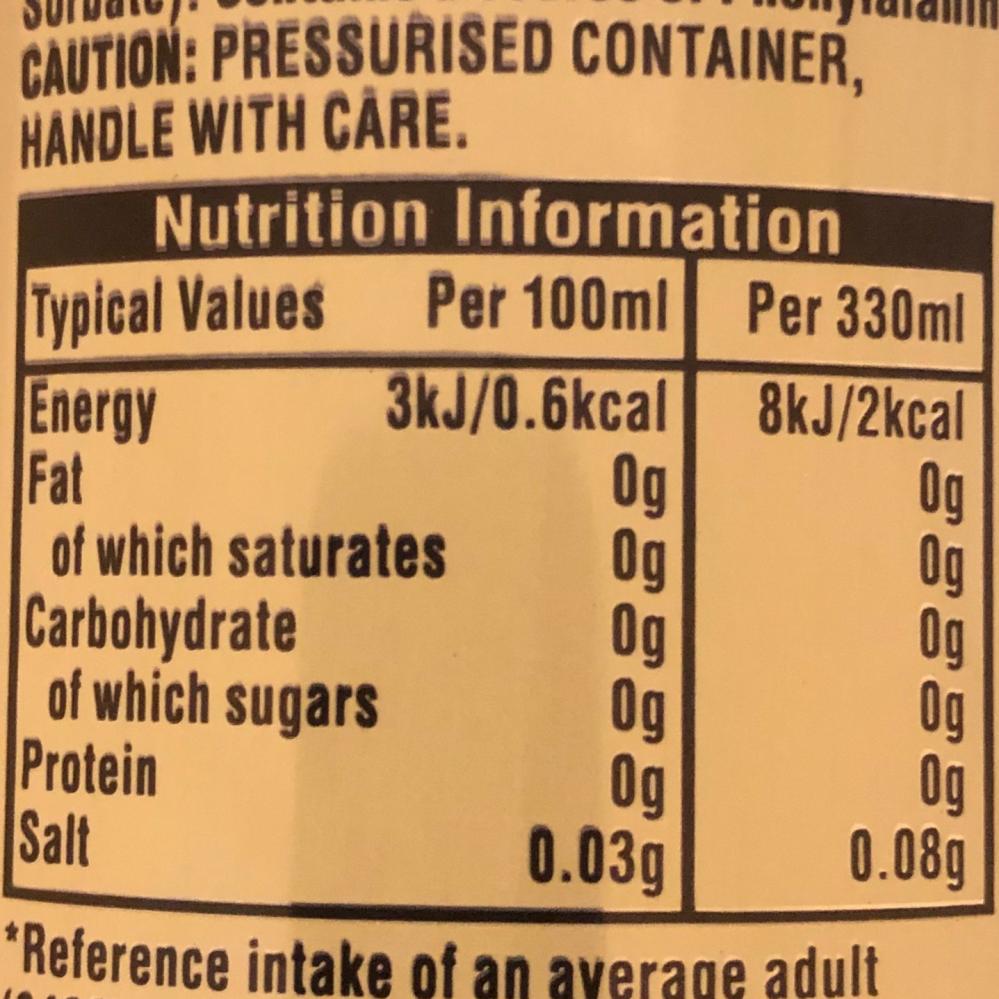 CAUTION: PRESSURISED CONTAINER,
HANDLE WITH CARE.
Nutrition Information
Typical Values Per 100ml Per 330ml
Energy 3kJ/0.6kcal 8kJ/2kcal
Fat 0g 0g
of which saturates 0g 0g
Carbohydrate 0g 0g
of which sugars 0g 0g
Protein 0g 0g
Salt 0.03g 0.08g
*Reference intake of an average adult